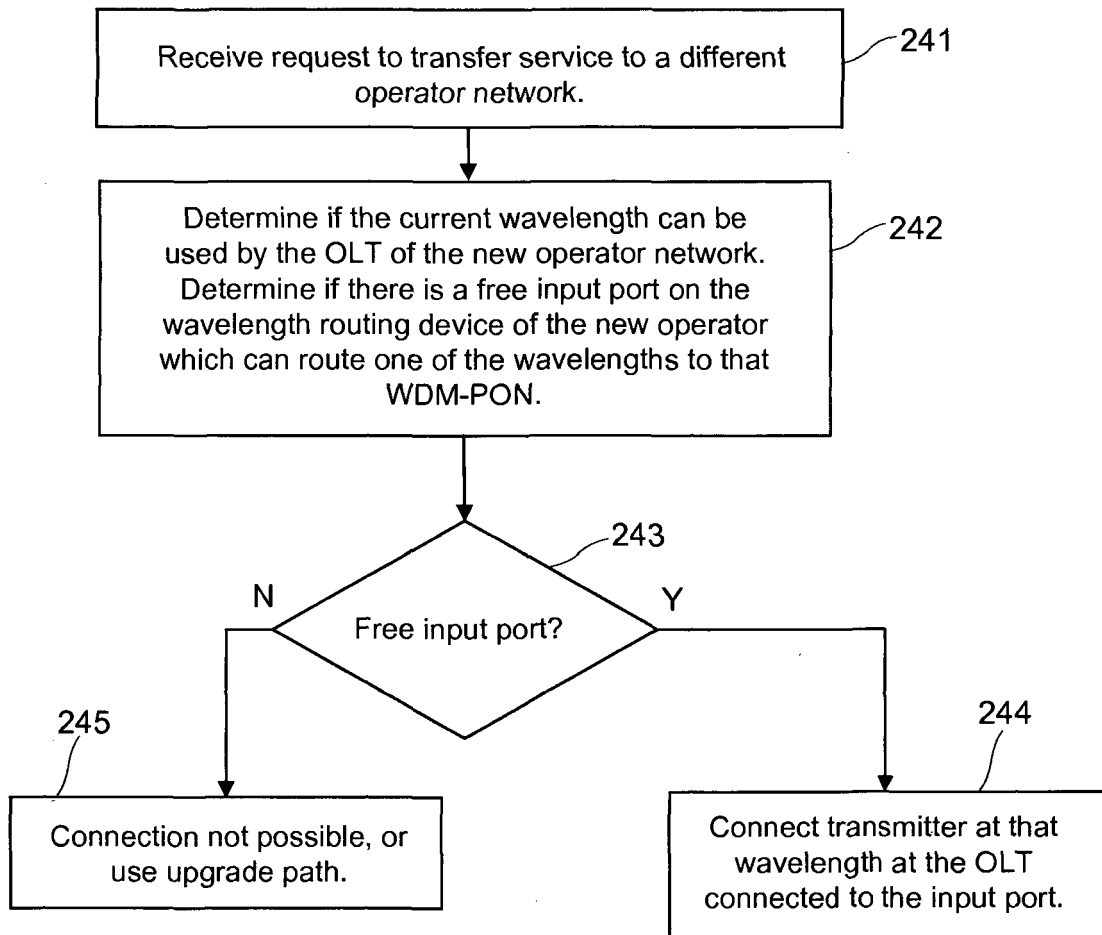 Receive request to transfer service to a different
operator network.
241
Determine if the current wavelength can be
used by the OLT of the new operator network.
Determine if there is a free input port on the
wavelength routing device of the new operator
which can route one of the wavelengths to that
WDM-PON.
242
243
N
Free input port?
Y
245
Connection not possible, or
use upgrade path.
244
Connect transmitter at that
wavelength at the OLT
connected to the input port.